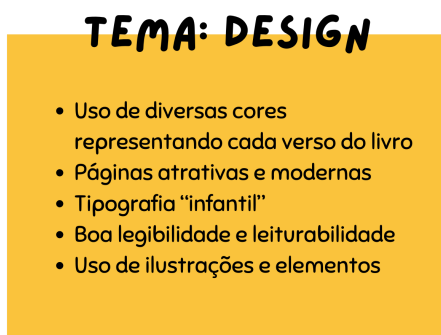 TEMA: DESIGN
• Uso de diversas cores
representando cada verso do livro
• Páginas atrativas e modernas
• Tipografia “infantil”
• Boa legibilidade e leiturabilidade
• Uso de ilustrações e elementos